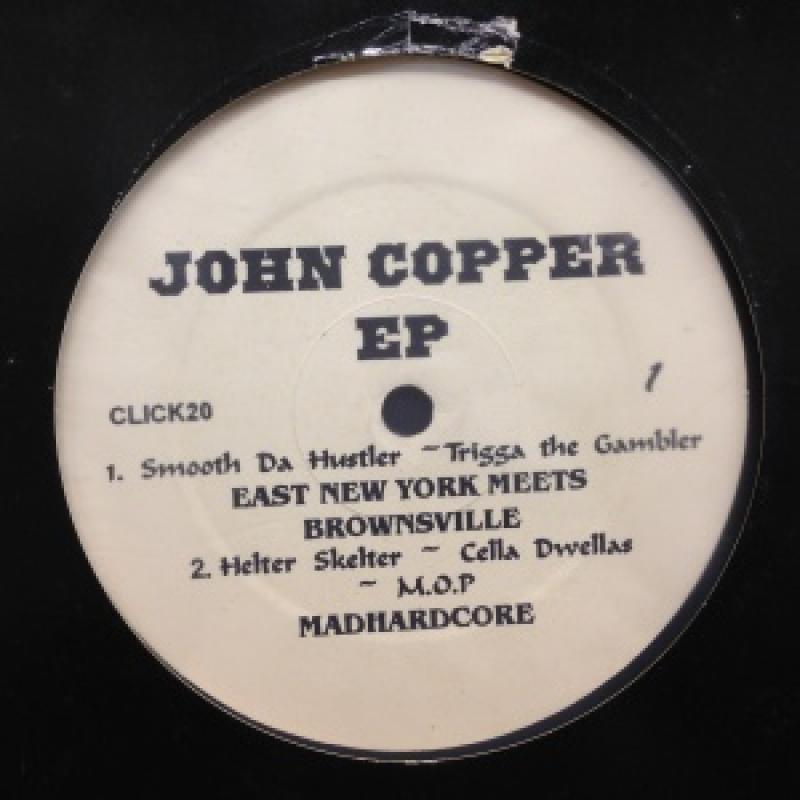 JOHN COPPER
EP
1
CLICK20
1. Smooth Da Hustler ~ Trigga the Gambler
EAST NEW YORK MEETS
BROWNSVILLE
2. Helter Skelter ~ Cella Dwellas
~ M.O.P
MADHARDCORE